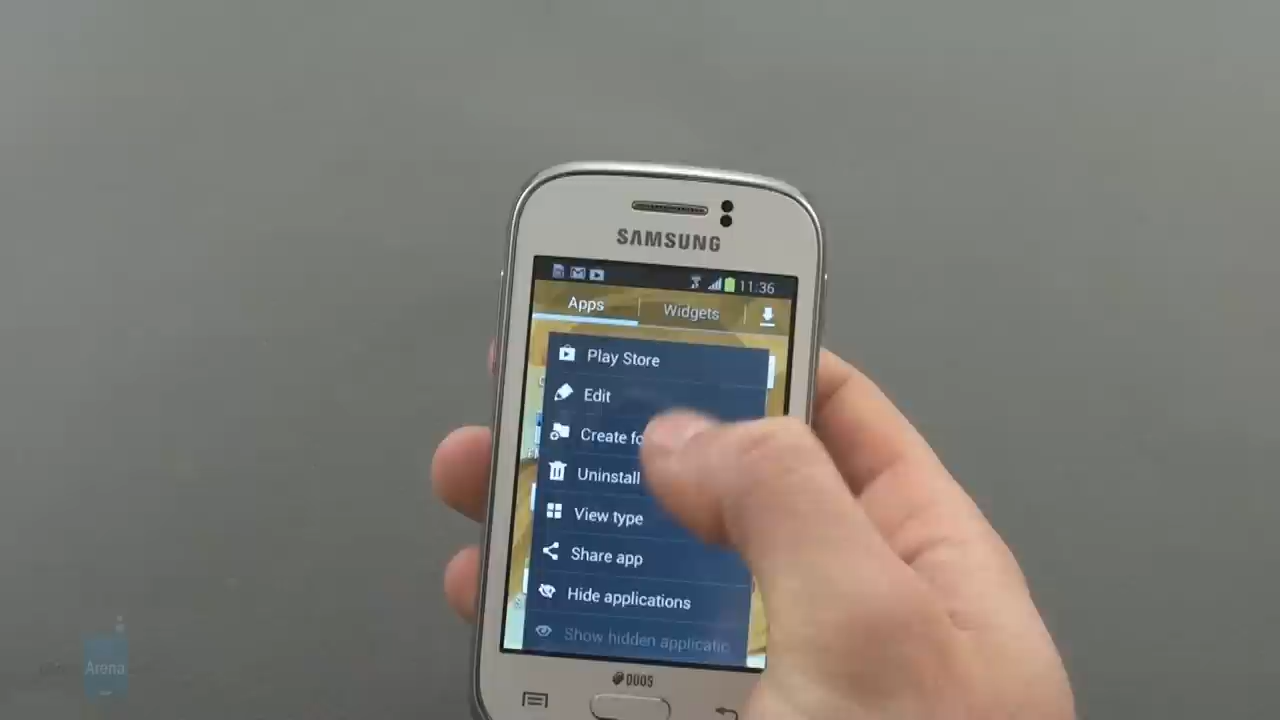 SAMSUNG
11:36
Apps Widgets
Play Store
Edit
Create fo
Uninstall
View type
Share app
Hide applications
Show hidden applicatic
DUOS
Arena